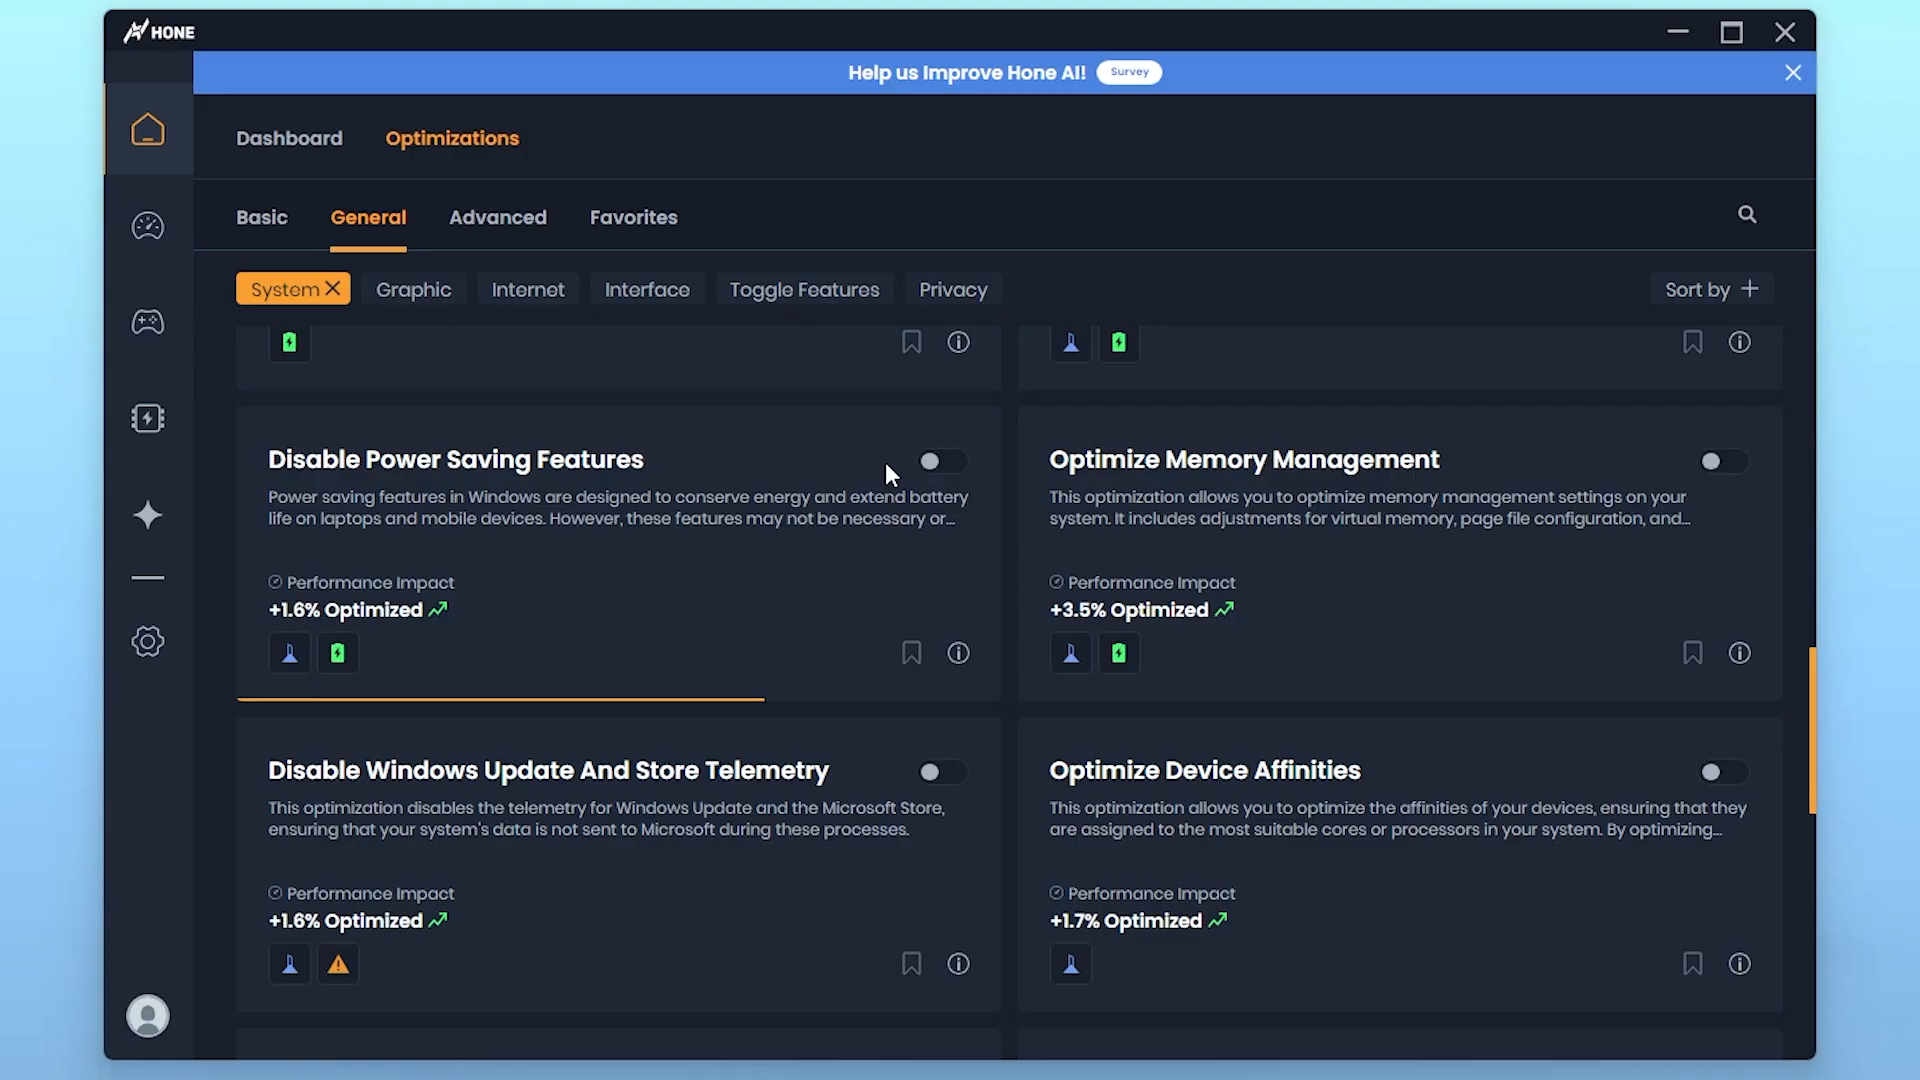 HONE
Help us Improve Hone AI! Survey
Dashboard Optimizations
Basic General Advanced Favorites
System Graphic Internet Interface Toggle Features Privacy Sort by
Disable Power Saving Features
Power saving features in Windows are designed to conserve energy and extend battery
life on laptops and mobile devices. However, these features may not be necessary or...
Performance Impact
+1.6% Optimized
Optimize Memory Management
This optimization allows you to optimize memory management settings on your
system. It includes adjustments for virtual memory, page file configuration, and...
Performance Impact
+3.5% Optimized
Disable Windows Update And Store Telemetry
This optimization disables the telemetry for Windows Update and the Microsoft Store,
ensuring that your system's data is not sent to Microsoft during these processes.
Performance Impact
+1.6% Optimized
Optimize Device Affinities
This optimization allows you to optimize the affinities of your devices, ensuring that they
are assigned to the most suitable cores or processors in your system. By optimizing...
Performance Impact
+1.7% Optimized